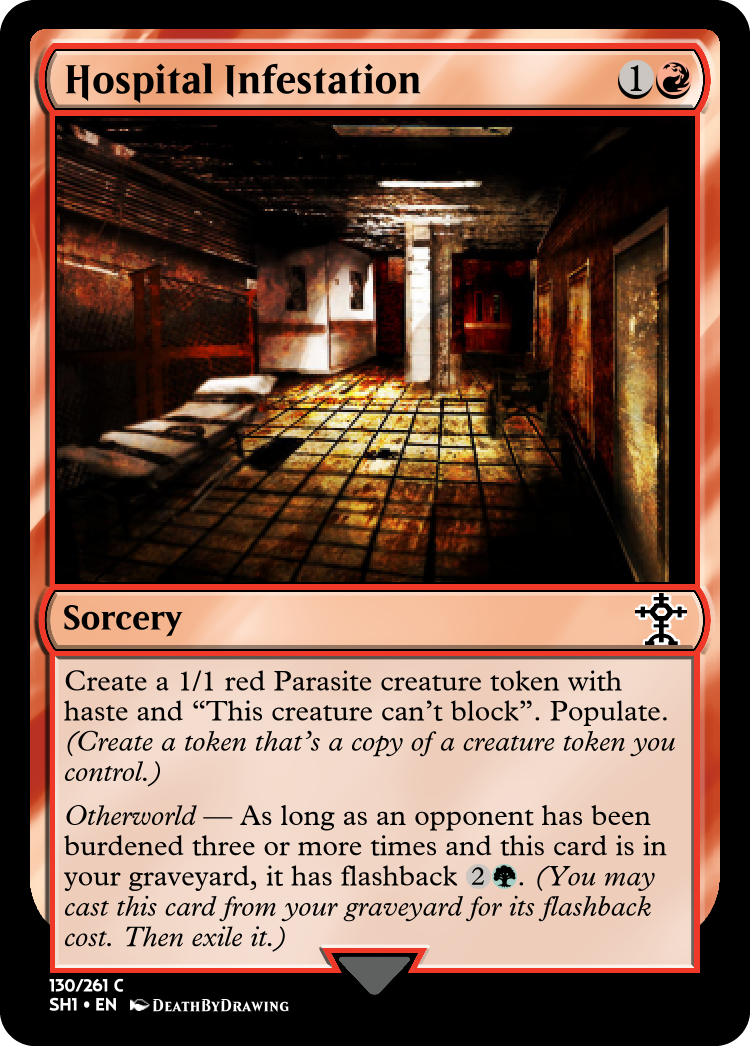 Hospital Infestation 1
Sorcery
Create a 1/1 red Parasite creature token with
haste and “This creature can’t block”. Populate.
(Create a token that’s a copy of a creature token you
control.)
Otherworld — As long as an opponent has been
burdened three or more times and this card is in
your graveyard, it has flashback 2. (You may
cast this card from your graveyard for its flashback
cost. Then exile it.)
130/261 C
SH1 • EN DeathByDrawing